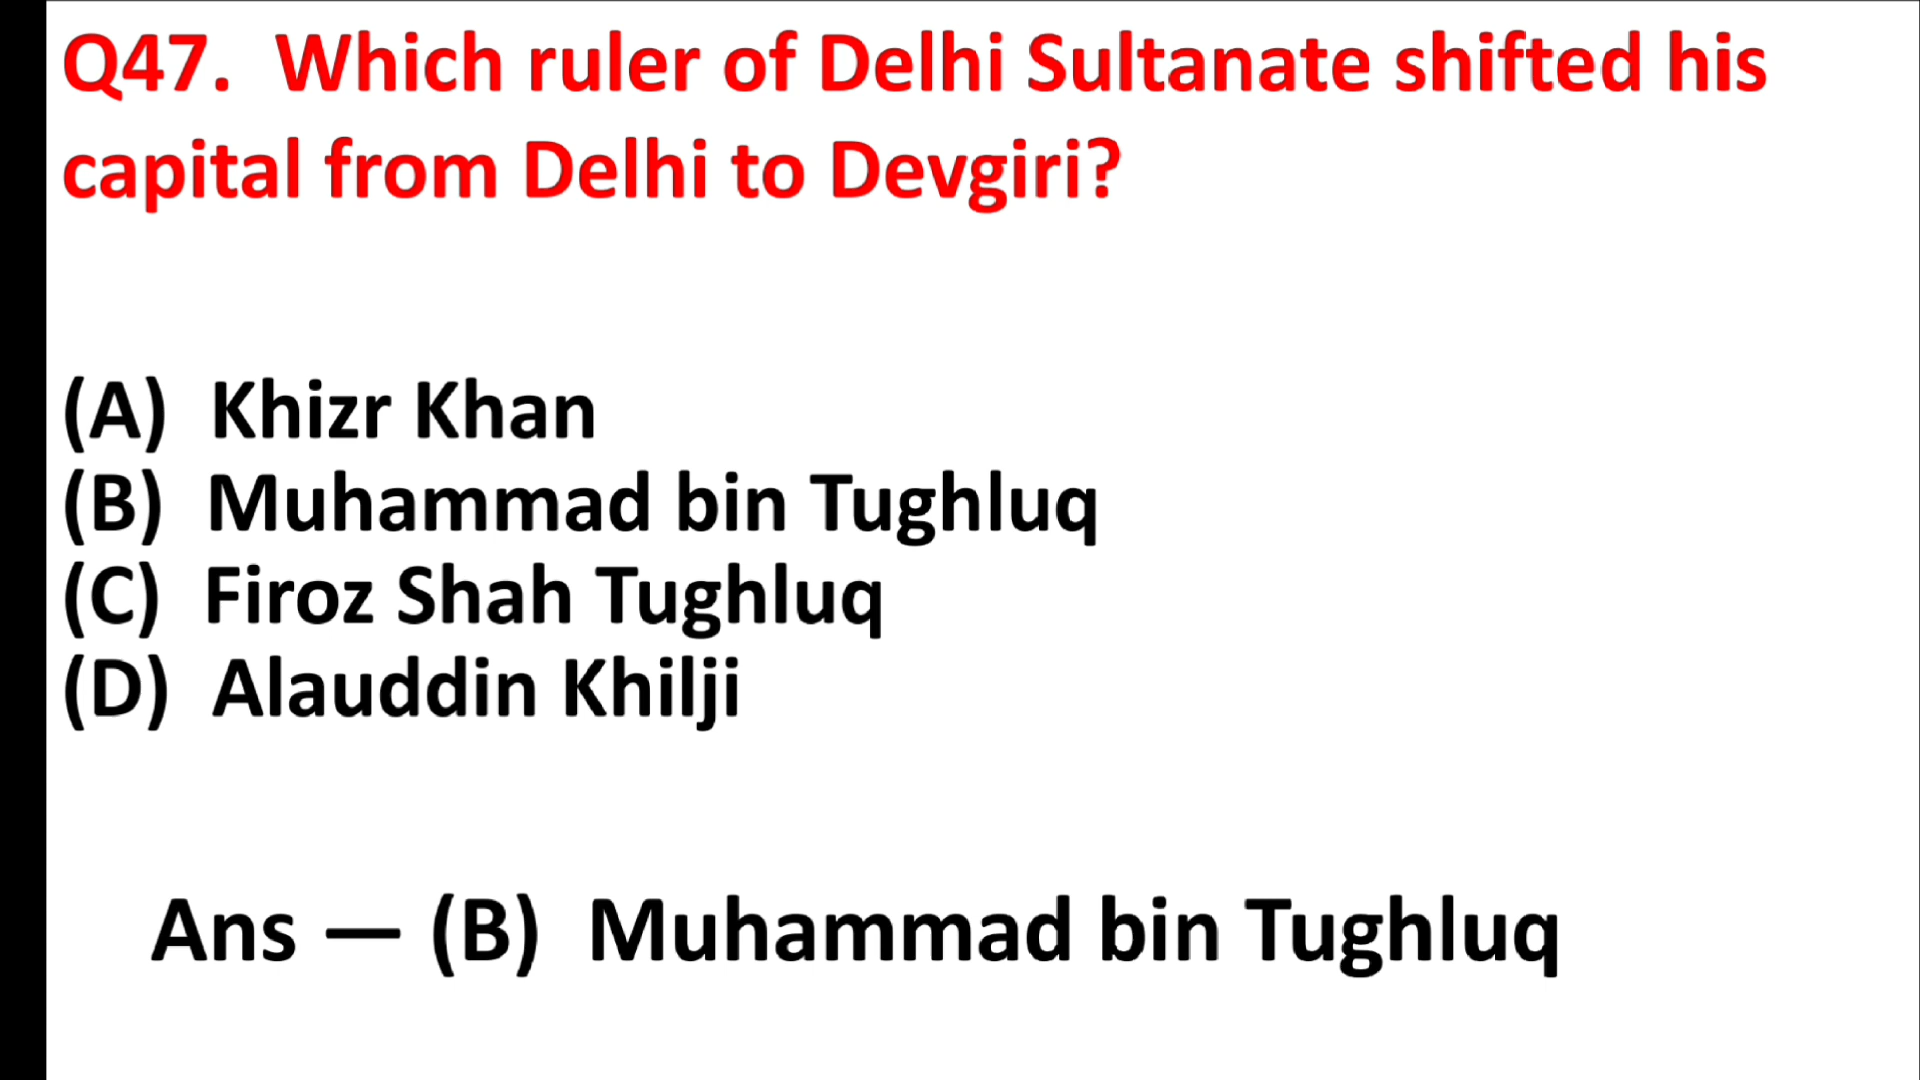 Q47. Which ruler of Delhi Sultanate shifted his
capital from Delhi to Devgiri?
(A) Khizr Khan
(B) Muhammad bin Tughluq
(C) Firoz Shah Tughluq
(D) Alauddin Khilji
Ans — (B) Muhammad bin Tughluq